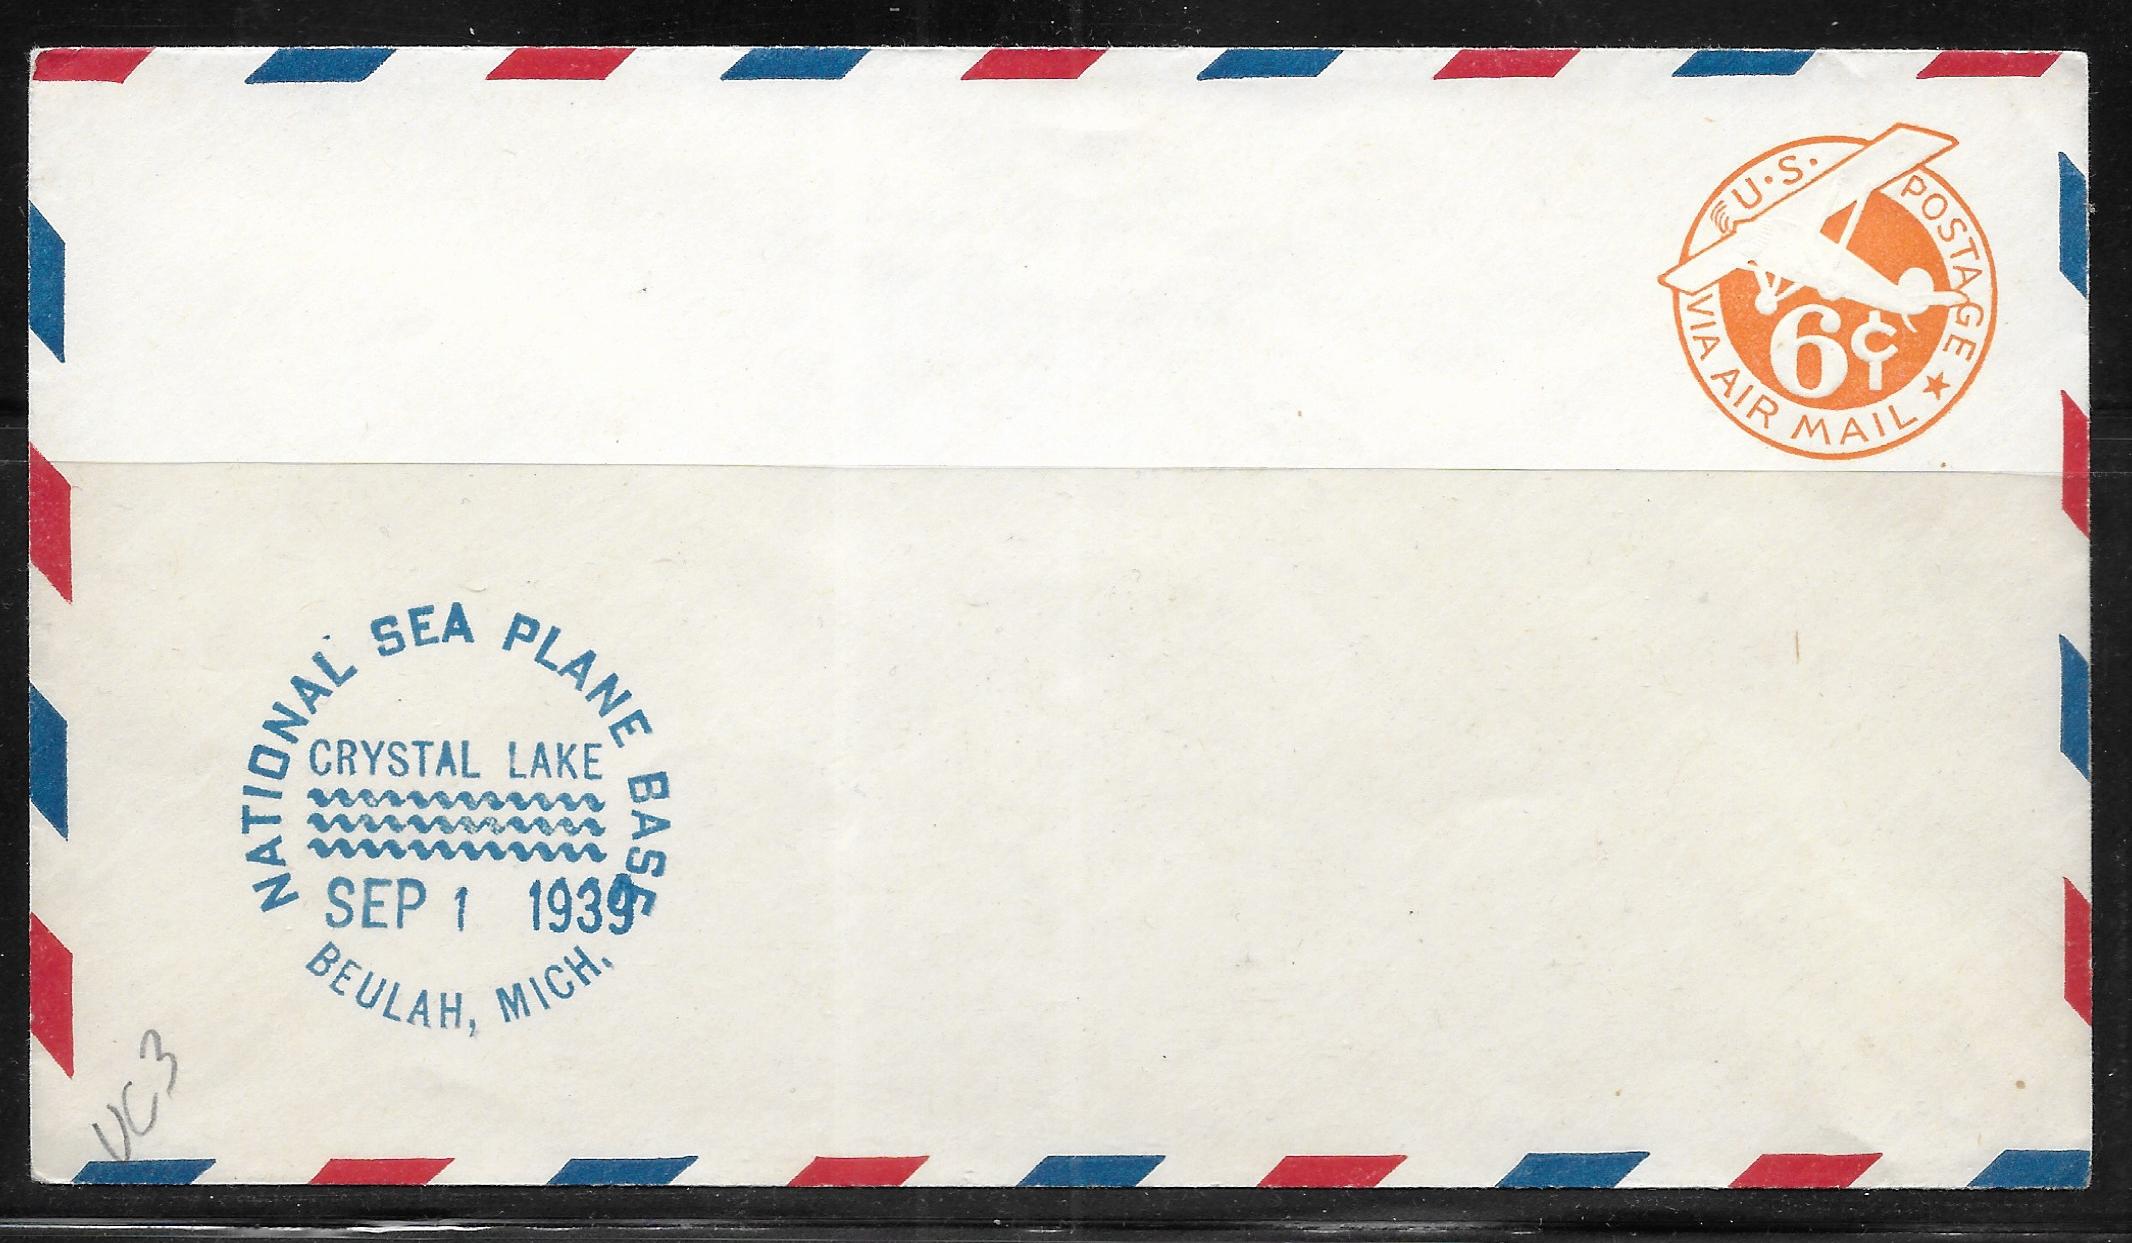 U.S. POSTAGE
6¢
VIA AIR MAIL
NATIONAL SEA PLANE BASE
CRYSTAL LAKE
SEP 1 1939
BEULAH, MICH.
UC3